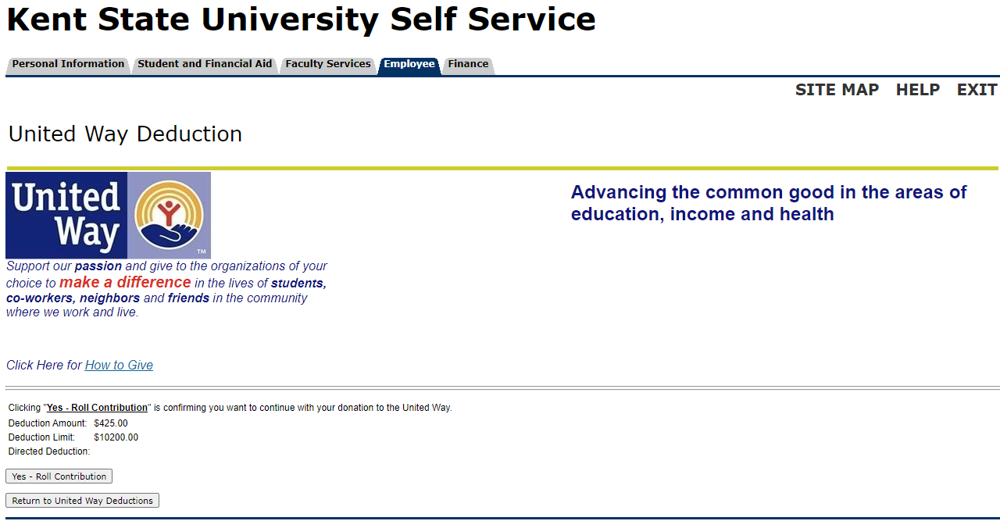 Kent State University Self Service
Personal Information Student and Financial Aid Faculty Services Employee Finance
SITE MAP HELP EXIT
United Way Deduction
United
Way
TM
Advancing the common good in the areas of
education, income and health
Support our passion and give to the organizations of your
choice to make a difference in the lives of students,
co-workers, neighbors and friends in the community
where we work and live.
Click Here for How to Give
Clicking "Yes - Roll Contribution" is confirming you want to continue with your donation to the United Way.
Deduction Amount: $425.00
Deduction Limit: $10200.00
Directed Deduction:
Yes - Roll Contribution
Return to United Way Deductions